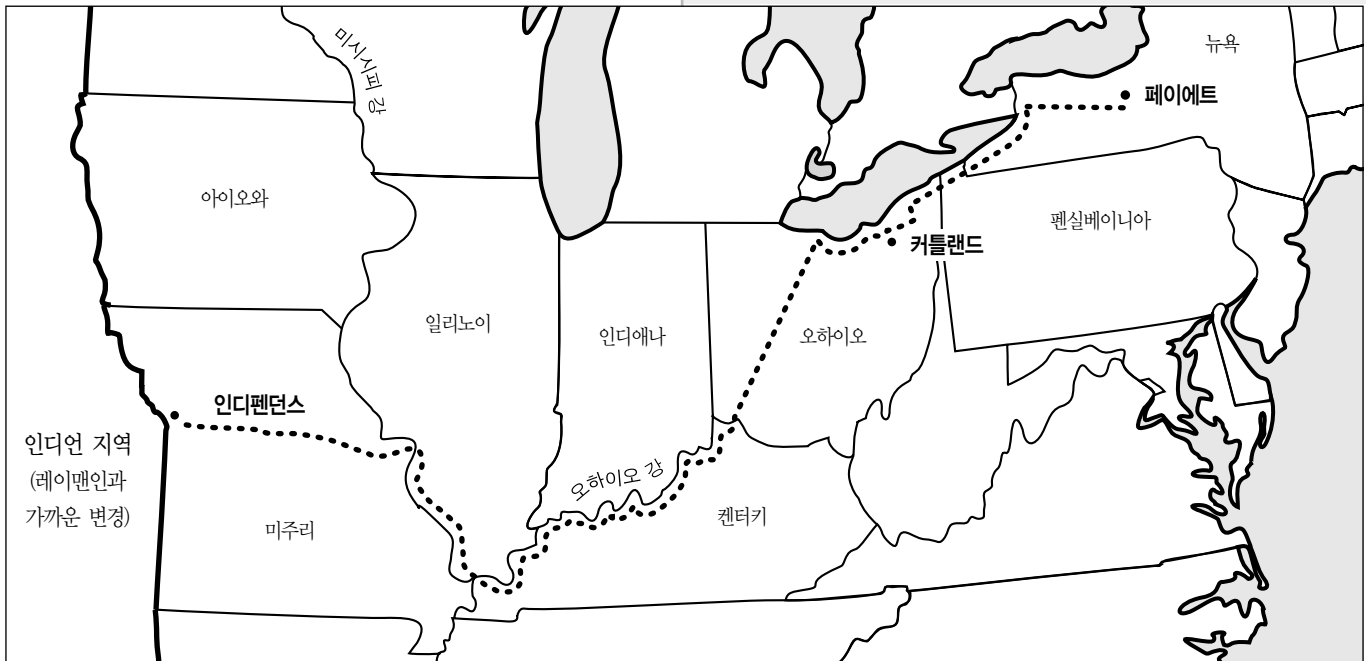 미시시피 강
뉴욕
페이에트
아이오와
펜실베이니아
커틀랜드
일리노이
인디애나
오하이오
인디펜던스
인디언 지역
(레이맨인과
가까운 변경)
오하이오 강
켄터키
미주리